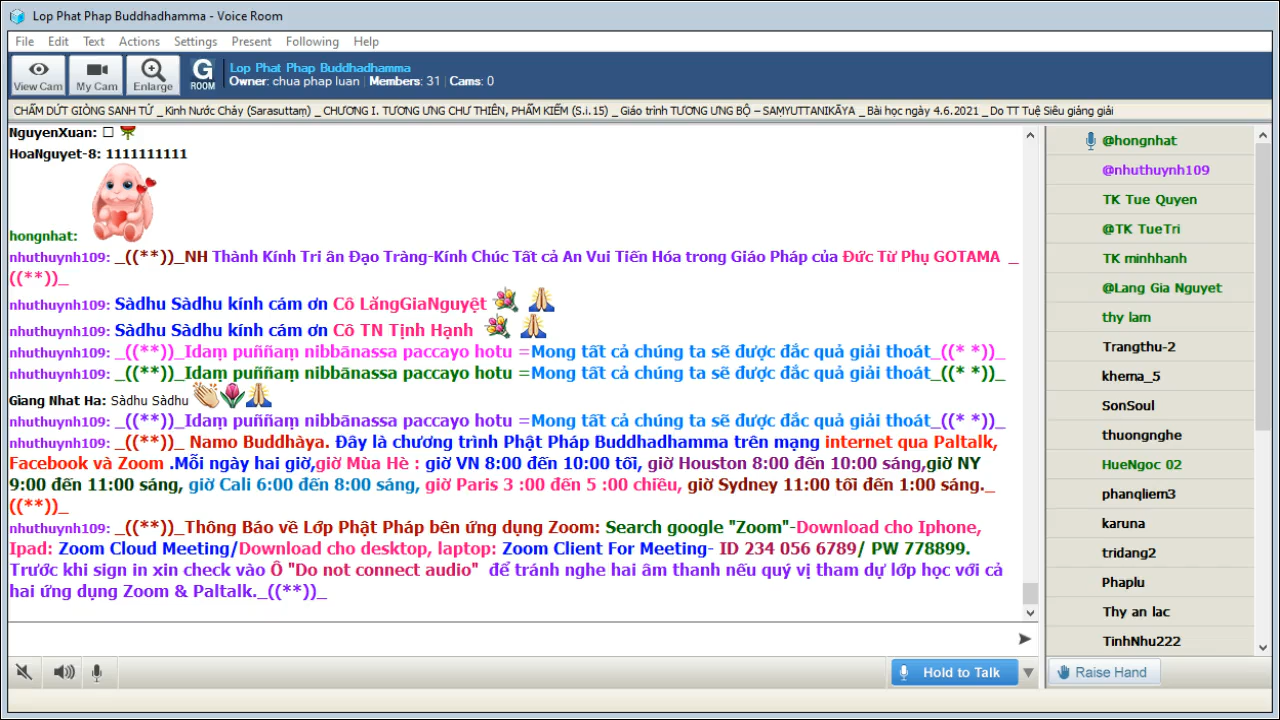 Lop Phat Phap Buddhadhamma - Voice Room
File Edit Text Actions Settings Present Following Help
View Cam My Cam Enlarge G ROOM
Lop Phat Phap Buddhadhamma
Owner: chua phap luan Members: 31 Cams: 0
CHẤM DỨT GIÒNG SANH TỬ _ Kinh Nước Chảy (Sarasuttaṃ) _ CHƯƠNG I. TƯƠNG ƯNG CHƯ THIÊN, PHẨM KIẾM (S.i.15) _ Giáo trình TƯƠNG ƯNG BỘ – SAṂYUTTANIKĀYA _ Bài học ngày 4.6.2021 _ Do TT Tuệ Siêu giảng giải
NguyenXuan:
HoaNguyet-8: 1111111111
hongnhat:
nhuthuynh109: _((**))_NH Thành Kính Tri ân Đạo Tràng-Kính Chúc Tất cả An Vui Tiến Hóa trong Giáo Pháp của Đức Từ Phụ GOTAMA _
((**))_
nhuthuynh109: Sàdhu Sàdhu kính cám ơn Cô LăngGiaNguyệt
nhuthuynh109: Sàdhu Sàdhu kính cám ơn Cô TN Tịnh Hạnh
nhuthuynh109: _((**))_Idaṃ puññaṃ nibbānassa paccayo hotu =Mong tất cả chúng ta sẽ được đắc quả giải thoát_((* *))_
nhuthuynh109: _((**))_Idaṃ puññaṃ nibbānassa paccayo hotu =Mong tất cả chúng ta sẽ được đắc quả giải thoát_((* *))_
Giang Nhat Ha: Sàdhu Sàdhu
nhuthuynh109: _((**))_Idaṃ puññaṃ nibbānassa paccayo hotu =Mong tất cả chúng ta sẽ được đắc quả giải thoát_((* *))_
nhuthuynh109: _((**))_ Namo Buddhàya. Đây là chương trình Phật Pháp Buddhadhamma trên mạng internet qua Paltalk,
Facebook và Zoom .Mỗi ngày hai giờ,giờ Mùa Hè : giờ VN 8:00 đến 10:00 tối, giờ Houston 8:00 đến 10:00 sáng,giờ NY
9:00 đến 11:00 sáng, giờ Cali 6:00 đến 8:00 sáng, giờ Paris 3 :00 đến 5 :00 chiều, giờ Sydney 11:00 tối đến 1:00 sáng._
((**))_
nhuthuynh109: _((**))_Thông Báo về Lớp Phật Pháp bên ứng dụng Zoom: Search google "Zoom"-Download cho Iphone,
Ipad: Zoom Cloud Meeting/Download cho desktop, laptop: Zoom Client For Meeting- ID 234 056 6789/ PW 778899.
Trước khi sign in xin check vào Ô "Do not connect audio" để tránh nghe hai âm thanh nếu quý vị tham dự lớp học với cả
hai ứng dụng Zoom & Paltalk._((**))_
Hold to Talk
@hongnhat
@nhuthuynh109
TK Tue Quyen
@TK TueTri
TK minhhanh
@Lang Gia Nguyet
thy lam
Trangthu-2
khema_5
SonSoul
thuongnghe
HueNgoc 02
phanqliem3
karuna
tridang2
Phaplu
Thy an lac
TinhNhu222
Raise Hand